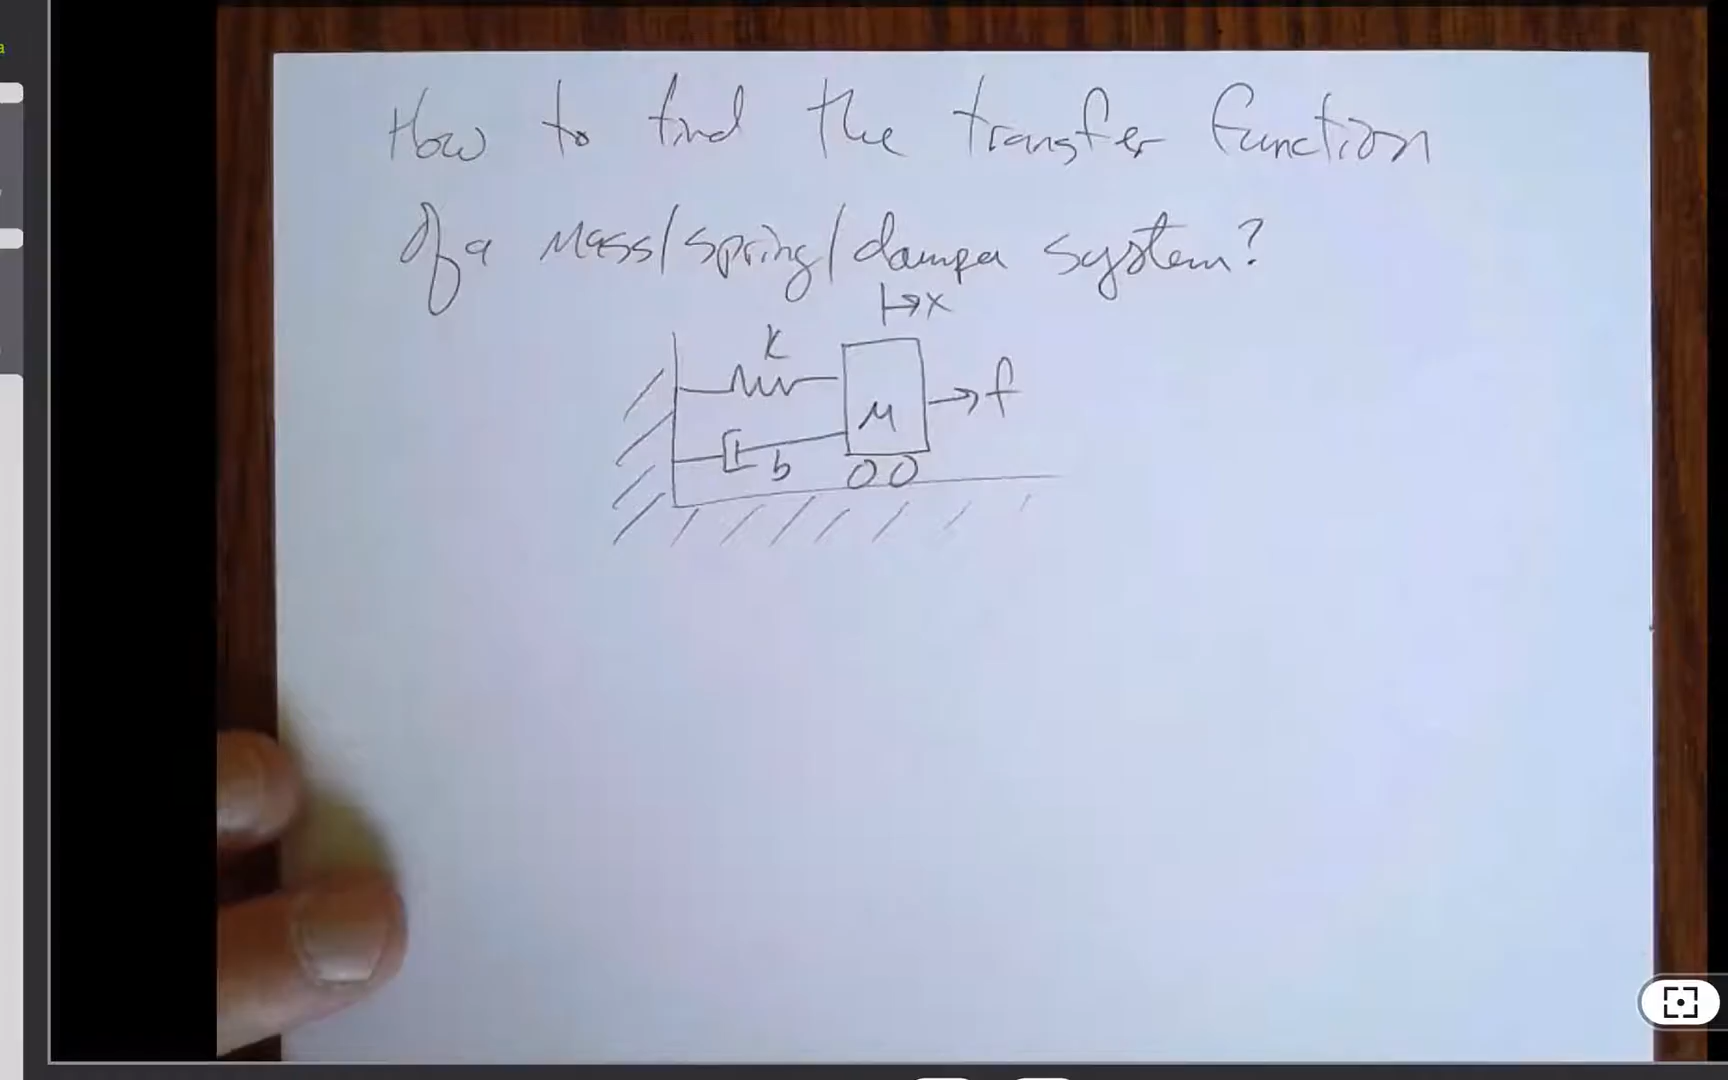 How to find the transfer function
of a mass/spring/damper system?
↦x
K
M
→f
b